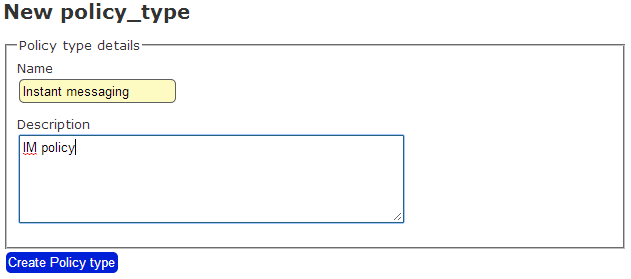 New policy_type
Policy type details
Name
Instant messaging
Description
IM policy
Create Policy type